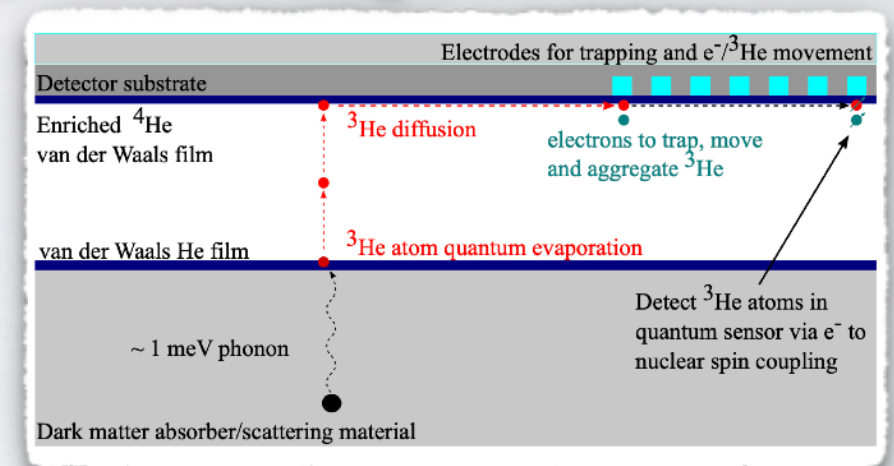 Electrodes for trapping and e⁻/³He movement
Detector substrate
Enriched ⁴He
van der Waals film
³He diffusion
electrons to trap, move
and aggregate ³He
van der Waals He film
³He atom quantum evaporation
Detect ³He atoms in
quantum sensor via e⁻ to
nuclear spin coupling
~ 1 meV phonon
Dark matter absorber/scattering material